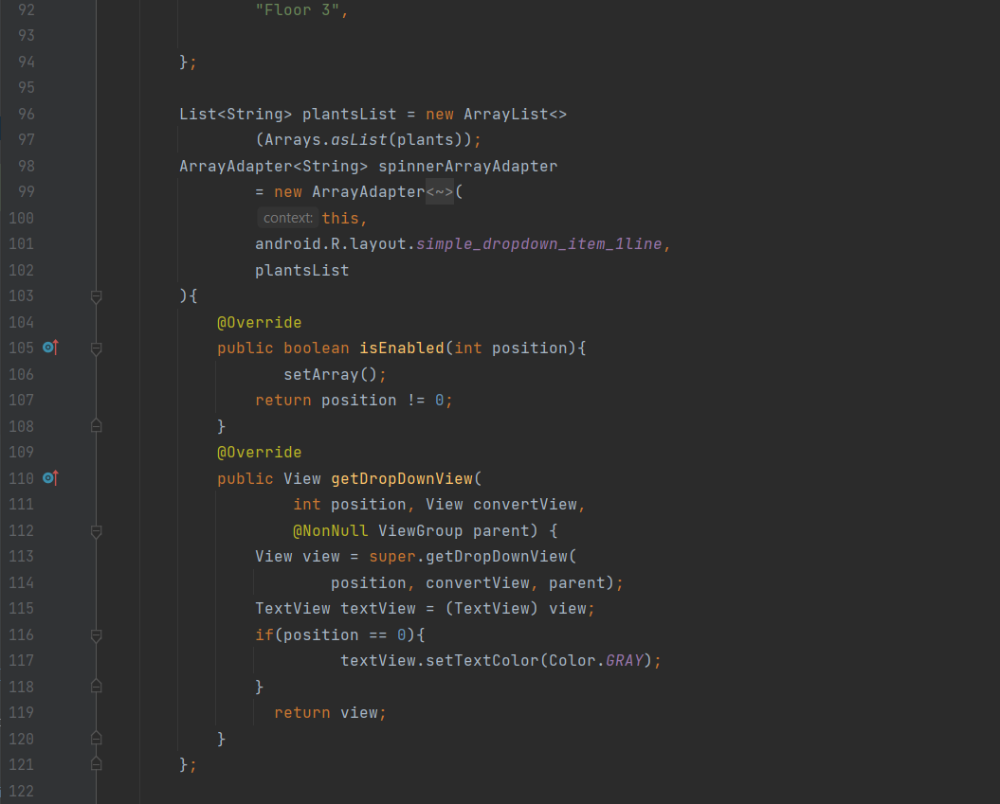 92 "Floor 3",
93
94 };
95
96 List<String> plantsList = new ArrayList<>
97 (Arrays.asList(plants));
98 ArrayAdapter<String> spinnerArrayAdapter
99 = new ArrayAdapter<~>(
100 context: this,
101 android.R.layout.simple_dropdown_item_1line,
102 plantsList
103 ){
104 @Override
105 public boolean isEnabled(int position){
106 setArray();
107 return position != 0;
108 }
109 @Override
110 public View getDropDownView(
111 int position, View convertView,
112 @NonNull ViewGroup parent) {
113 View view = super.getDropDownView(
114 position, convertView, parent);
115 TextView textView = (TextView) view;
116 if(position == 0){
117 textView.setTextColor(Color.GRAY);
118 }
119 return view;
120 }
121 };
122